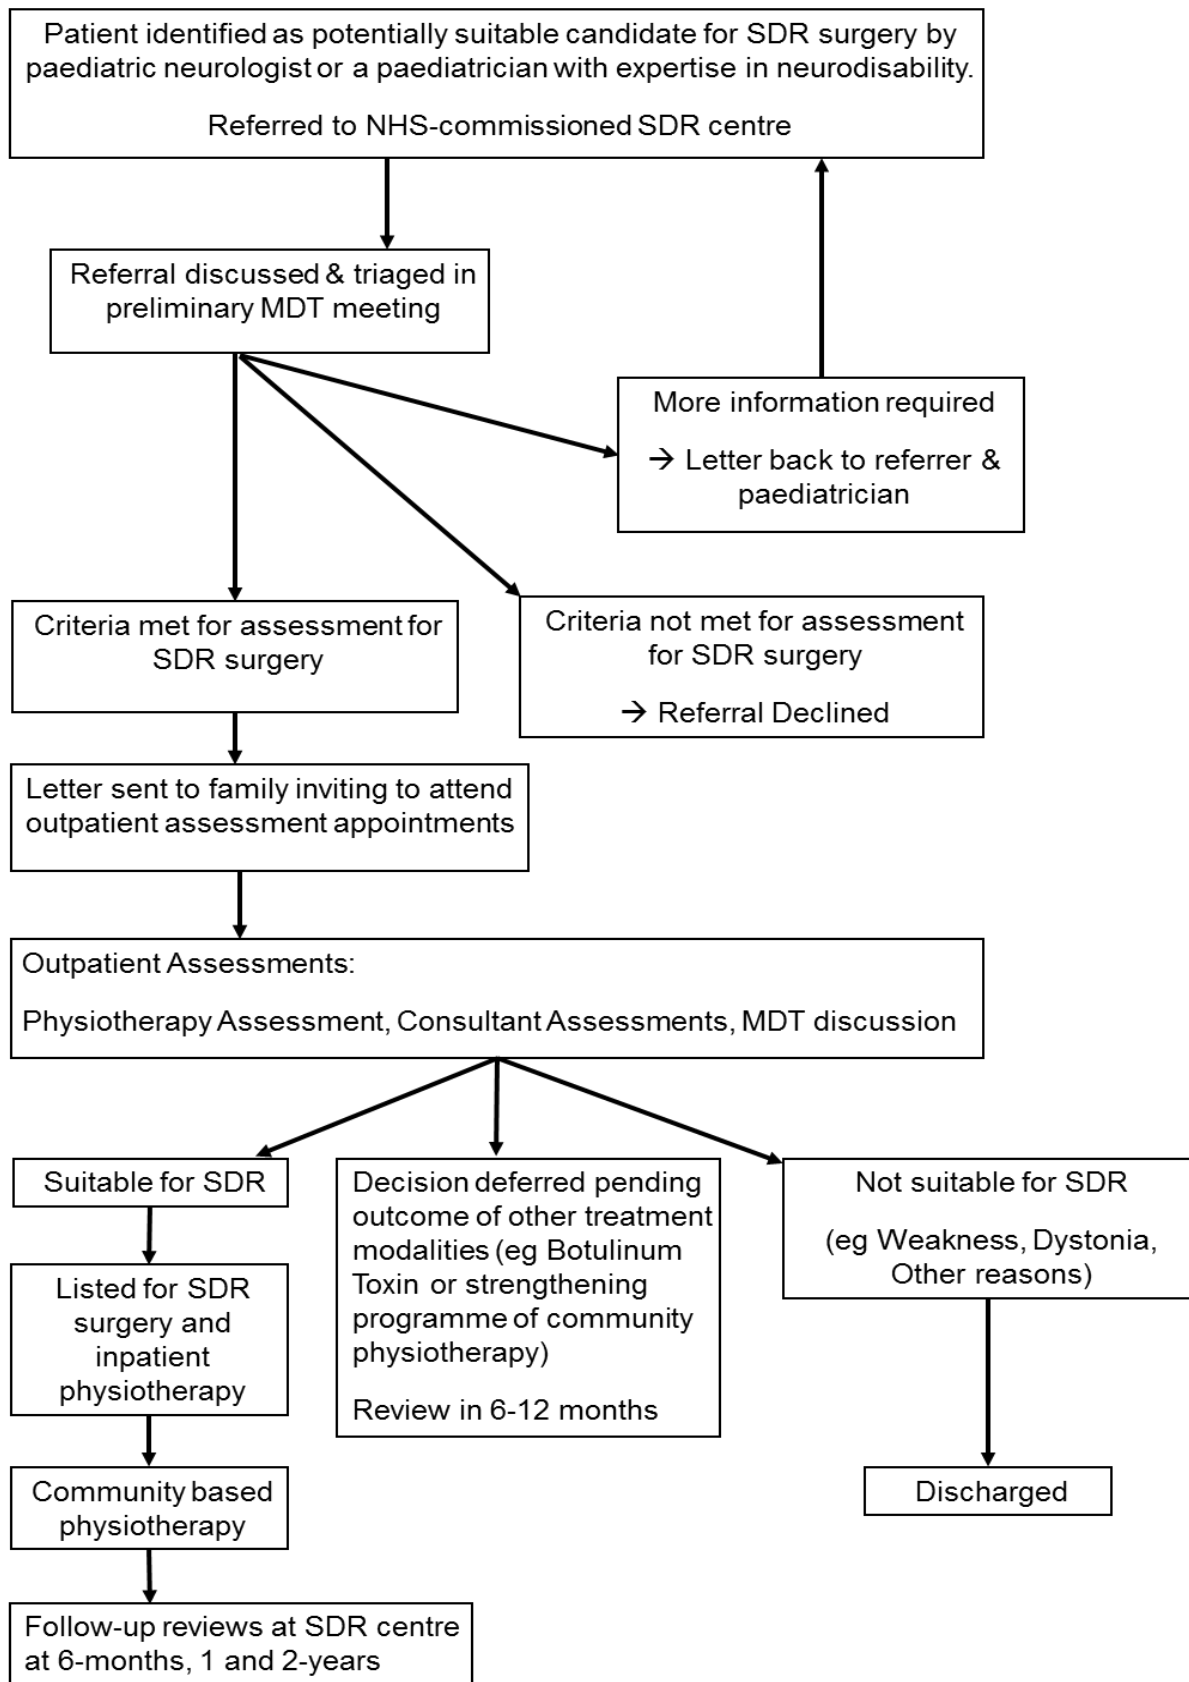 Patient identified as potentially suitable candidate for SDR surgery by
paediatric neurologist or a paediatrician with expertise in neurodisability.
Referred to NHS-commissioned SDR centre
Referral discussed & triaged in
preliminary MDT meeting
More information required
→ Letter back to referrer &
paediatrician
Criteria met for assessment for
SDR surgery
Criteria not met for assessment
for SDR surgery
→ Referral Declined
Letter sent to family inviting to attend
outpatient assessment appointments
Outpatient Assessments:
Physiotherapy Assessment, Consultant Assessments, MDT discussion
Suitable for SDR
Listed for SDR
surgery and
inpatient
physiotherapy
Community based
physiotherapy
Follow-up reviews at SDR centre
at 6-months, 1 and 2-years
Decision deferred pending
outcome of other treatment
modalities (eg Botulinum
Toxin or strengthening
programme of community
physiotherapy)
Review in 6-12 months
Not suitable for SDR
(eg Weakness, Dystonia,
Other reasons)
Discharged